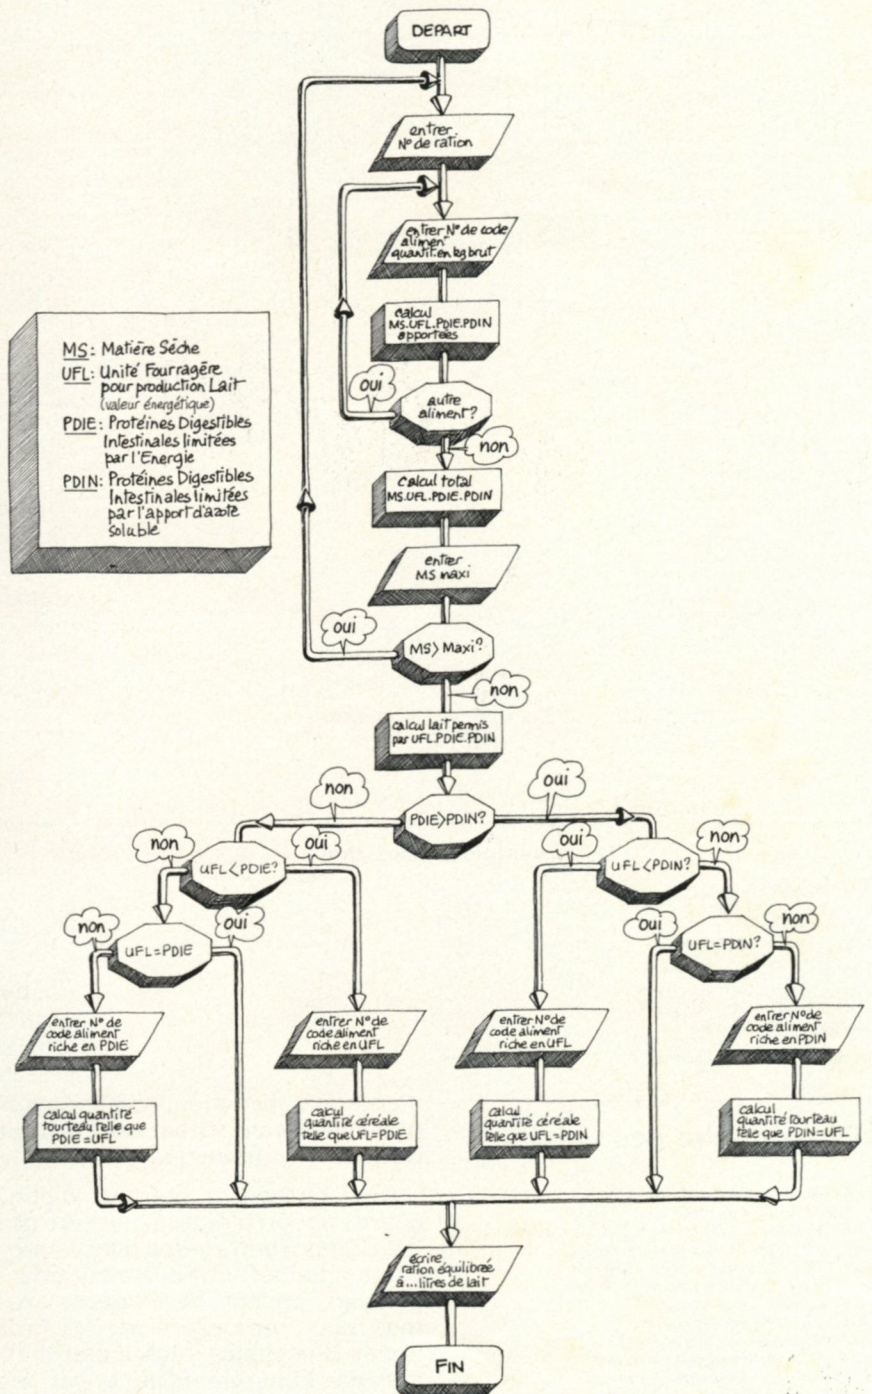 DEPART
entrer
N° de ration
entrer N° de code
aliment
quantit. en kg brut
calcul
MS.UFL.PDIE.PDIN
apportées
oui
autre
aliment?
non
Calcul total
MS.UFL.PDIE.PDIN
entrer
MS maxi
oui
MS > Maxi?
non
calcul lait permis
par UFL.PDIE.PDIN
MS: Matière Sèche
UFL: Unité Fourragère
pour production Lait
(valeur énergétique)
PDIE: Protéines Digestibles
Intestinales limitées
par l'Energie
PDIN: Protéines Digestibles
Intestinales limitées
par l'apport d'azote
soluble
non
PDIE>PDIN?
oui
non
UFL<PDIE?
oui
oui
UFL<PDIN?
non
non
UFL=PDIE
oui
oui
UFL=PDIN?
non
entrer N° de
code aliment
riche en PDIE
entrer N° de
code aliment
riche en UFL
entrer N° de
code aliment
riche en UFL
entrer N° de
code aliment
riche en PDIN
calcul quantité
tourteau telle que
PDIE=UFL
calcul
quantité céréale
telle que UFL=PDIE
calcul
quantité céréale
telle que UFL=PDIN
calcul
quantité tourteau
telle que PDIN=UFL
écrire
ration équilibrée
à...litres de lait
FIN